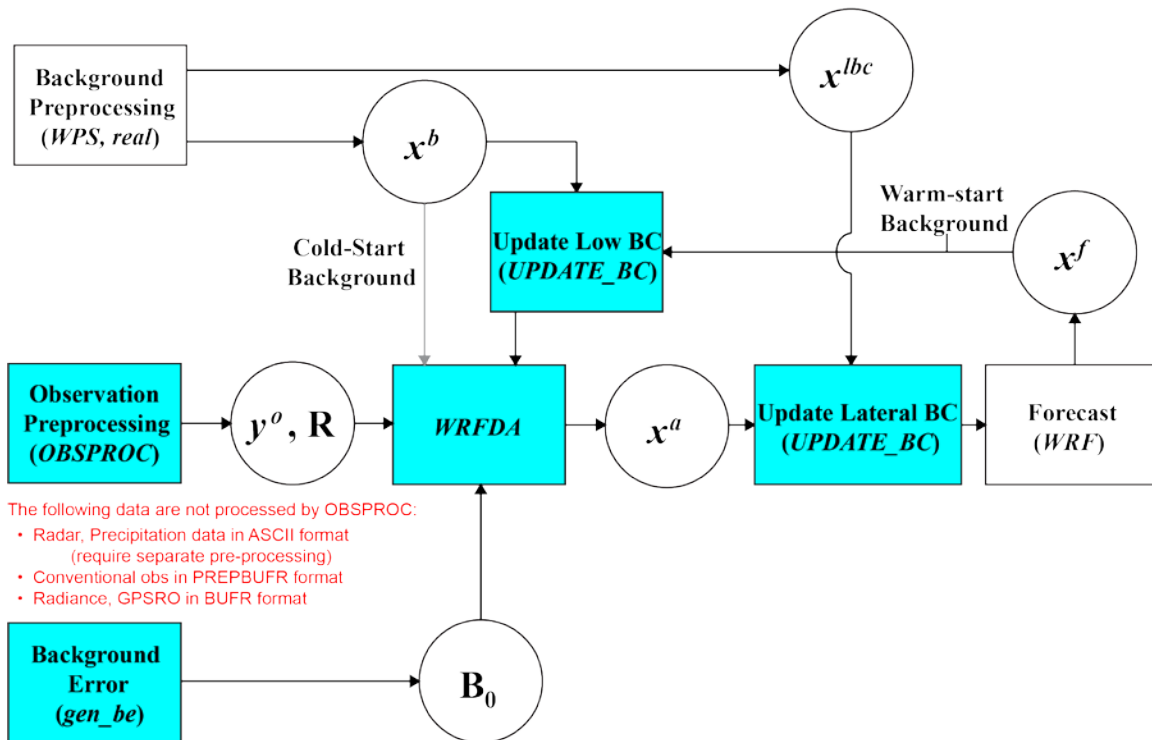 Background
Preprocessing
(WPS, real)
x^b
x^lbc
Cold-Start
Background
Update Low BC
(UPDATE_BC)
Warm-start
Background
x^f
Observation
Preprocessing
(OBSPROC)
y^o, R
WRFDA
x^a
Update Lateral BC
(UPDATE_BC)
Forecast
(WRF)
The following data are not processed by OBSPROC:
• Radar, Precipitation data in ASCII format
(require separate pre-processing)
• Conventional obs in PREPBUFR format
• Radiance, GPSRO in BUFR format
Background
Error
(gen_be)
B₀